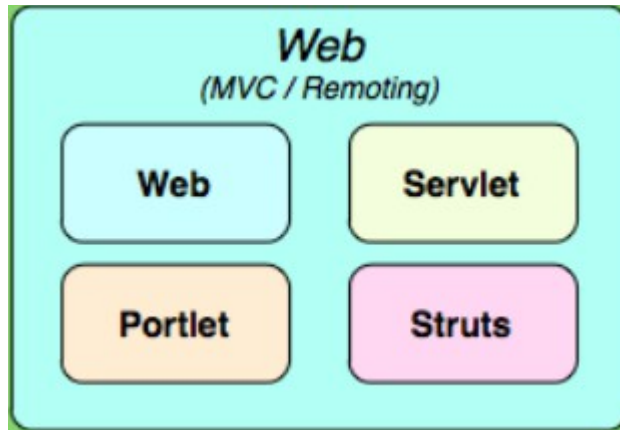 Web
(MVC / Remoting)
Web
Servlet
Portlet
Struts